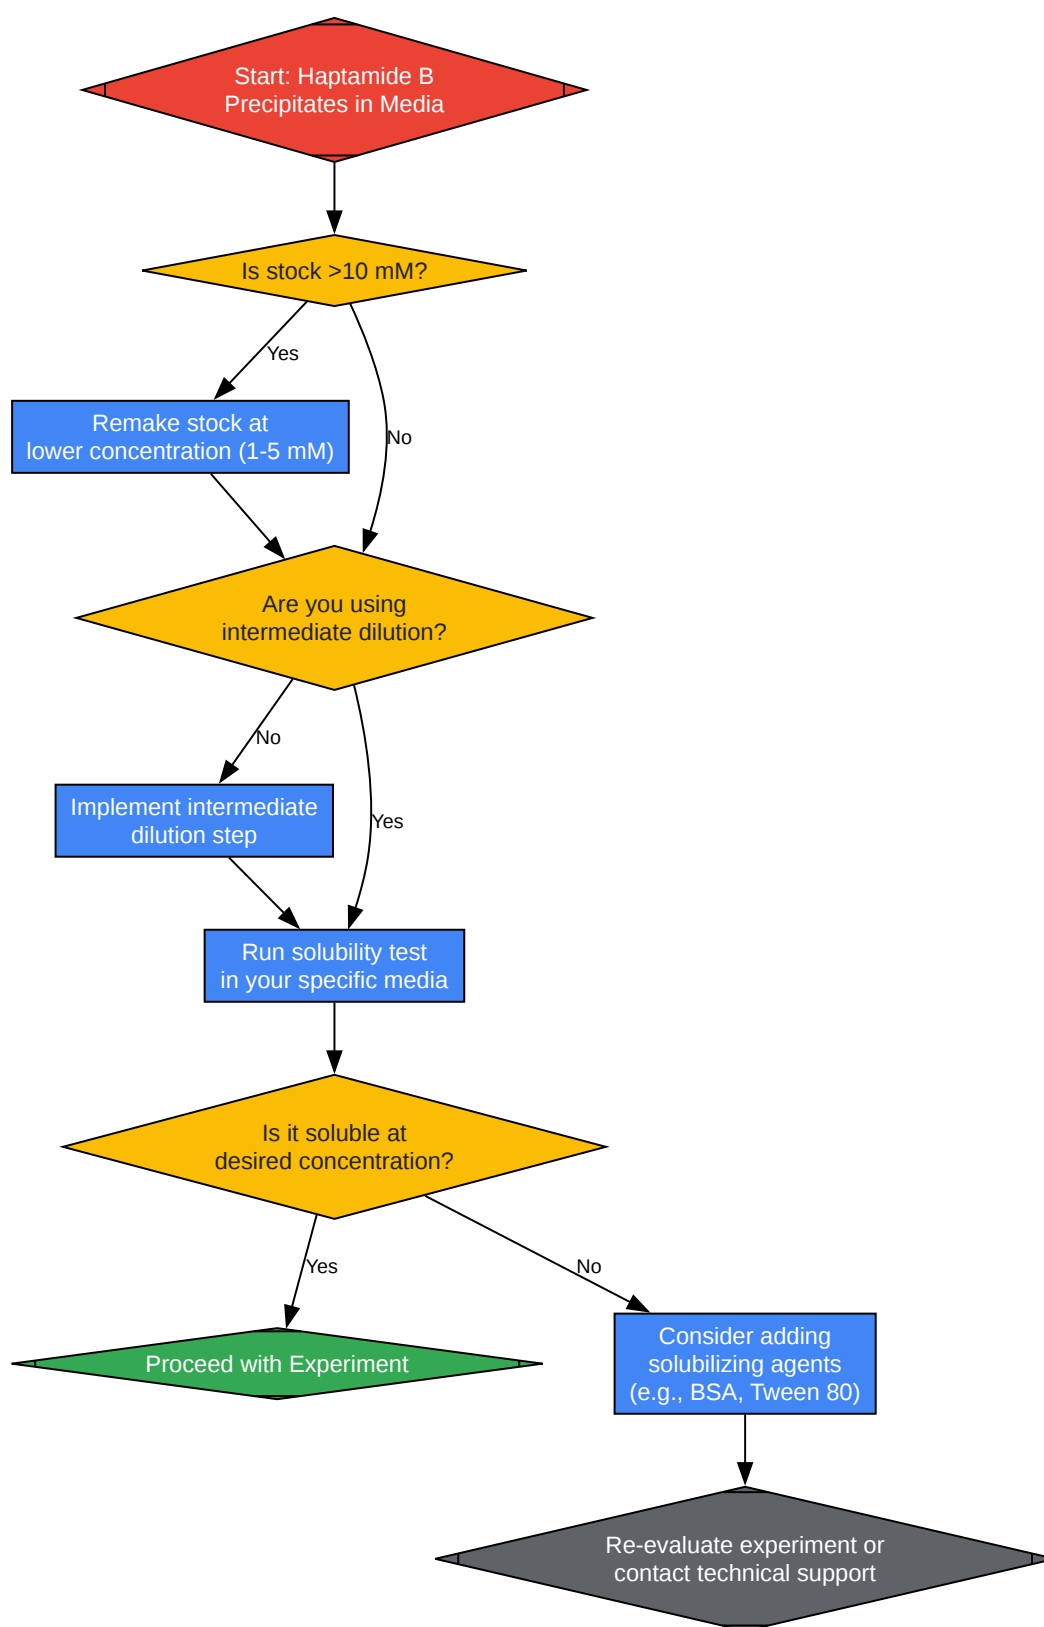 Start: Haptamide B
Precipitates in Media
Is stock >10 mM?
Yes
Remake stock at
lower concentration (1-5 mM)
No
Are you using
intermediate dilution?
No
Implement intermediate
dilution step
Yes
Run solubility test
in your specific media
Is it soluble at
desired concentration?
Yes
No
Proceed with Experiment
Consider adding
solubilizing agents
(e.g., BSA, Tween 80)
Re-evaluate experiment or
contact technical support